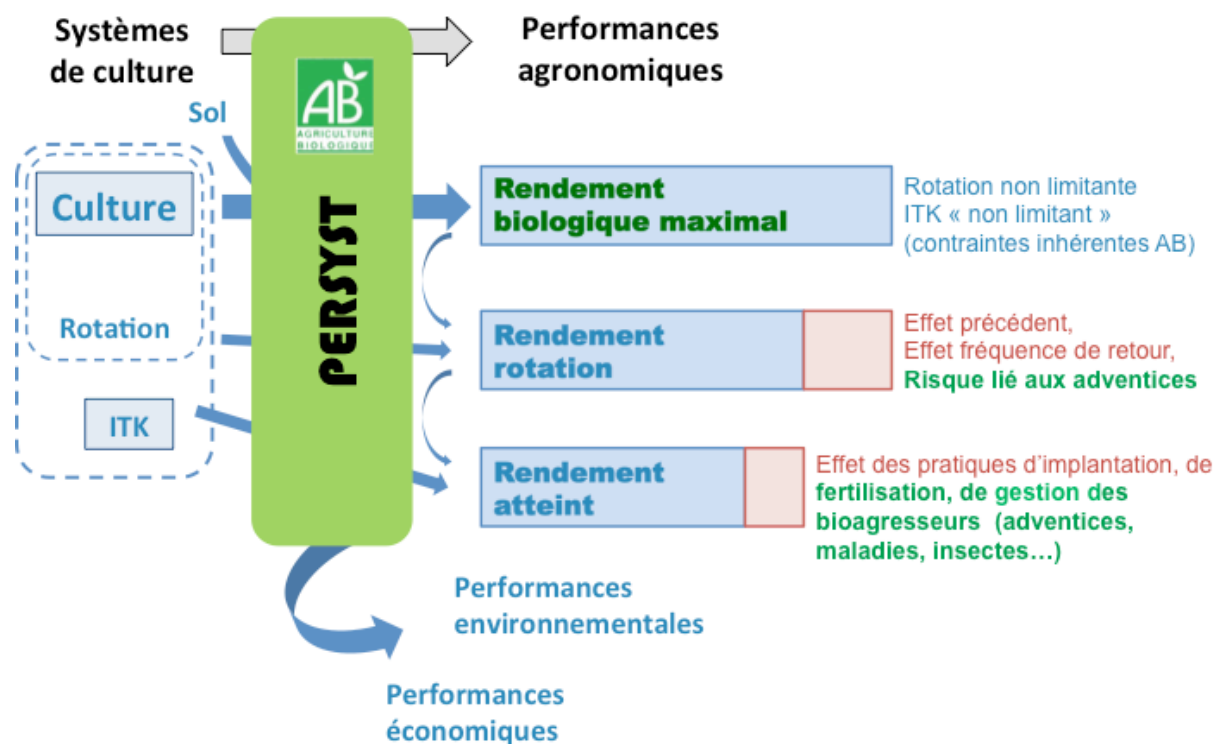 Systèmes
de culture
Performances
agronomiques
Sol
AB
AGRICULTURE
BIOLOGIQUE
PERSYST
Culture
Rotation
ITK
Rendement
biologique maximal
Rotation non limitante
ITK « non limitant »
(contraintes inhérentes AB)
Rendement
rotation
Effet précédent,
Effet fréquence de retour,
Risque lié aux adventices
Rendement
atteint
Effet des pratiques d’implantation, de
fertilisation, de gestion des
bioagresseurs (adventices,
maladies, insectes…)
Performances
environnementales
Performances
économiques